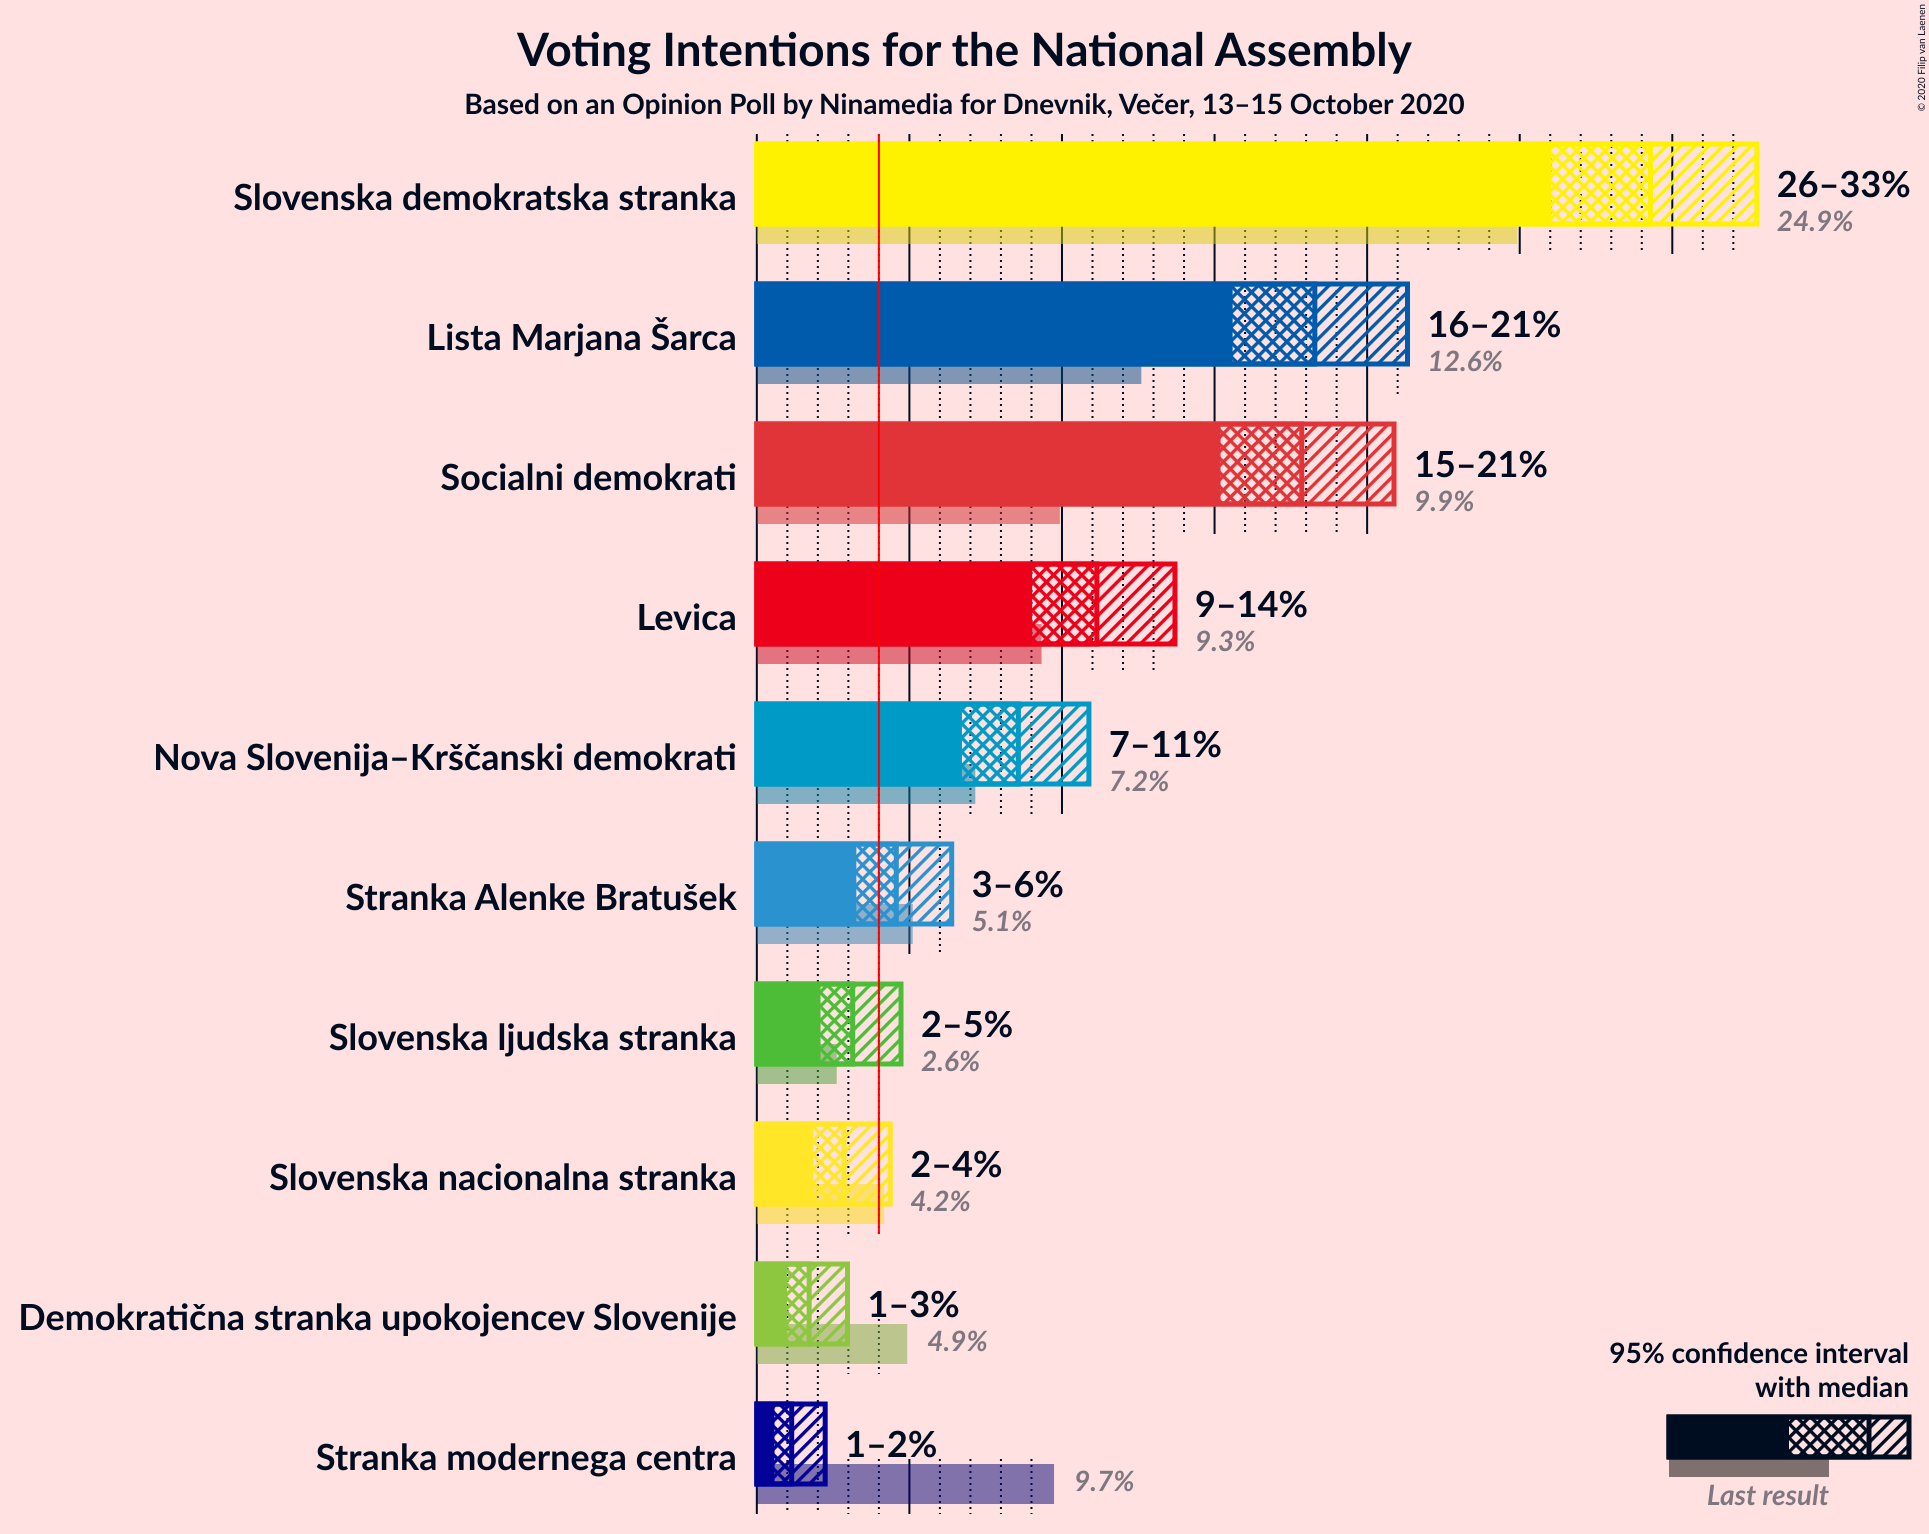 Voting Intentions for the National Assembly
Based on an Opinion Poll by Ninamedia for Dnevnik, Večer, 13–15 October 2020
© 2020 Filip van Laenen
Slovenska demokratska stranka
26–33%
24.9%
Lista Marjana Šarca
16–21%
12.6%
Socialni demokrati
15–21%
9.9%
Levica
9–14%
9.3%
Nova Slovenija–Krščanski demokrati
7–11%
7.2%
Stranka Alenke Bratušek
3–6%
5.1%
Slovenska ljudska stranka
2–5%
2.6%
Slovenska nacionalna stranka
2–4%
4.2%
Demokratična stranka upokojencev Slovenije
1–3%
4.9%
Stranka modernega centra
1–2%
9.7%
95% confidence interval
with median
Last result